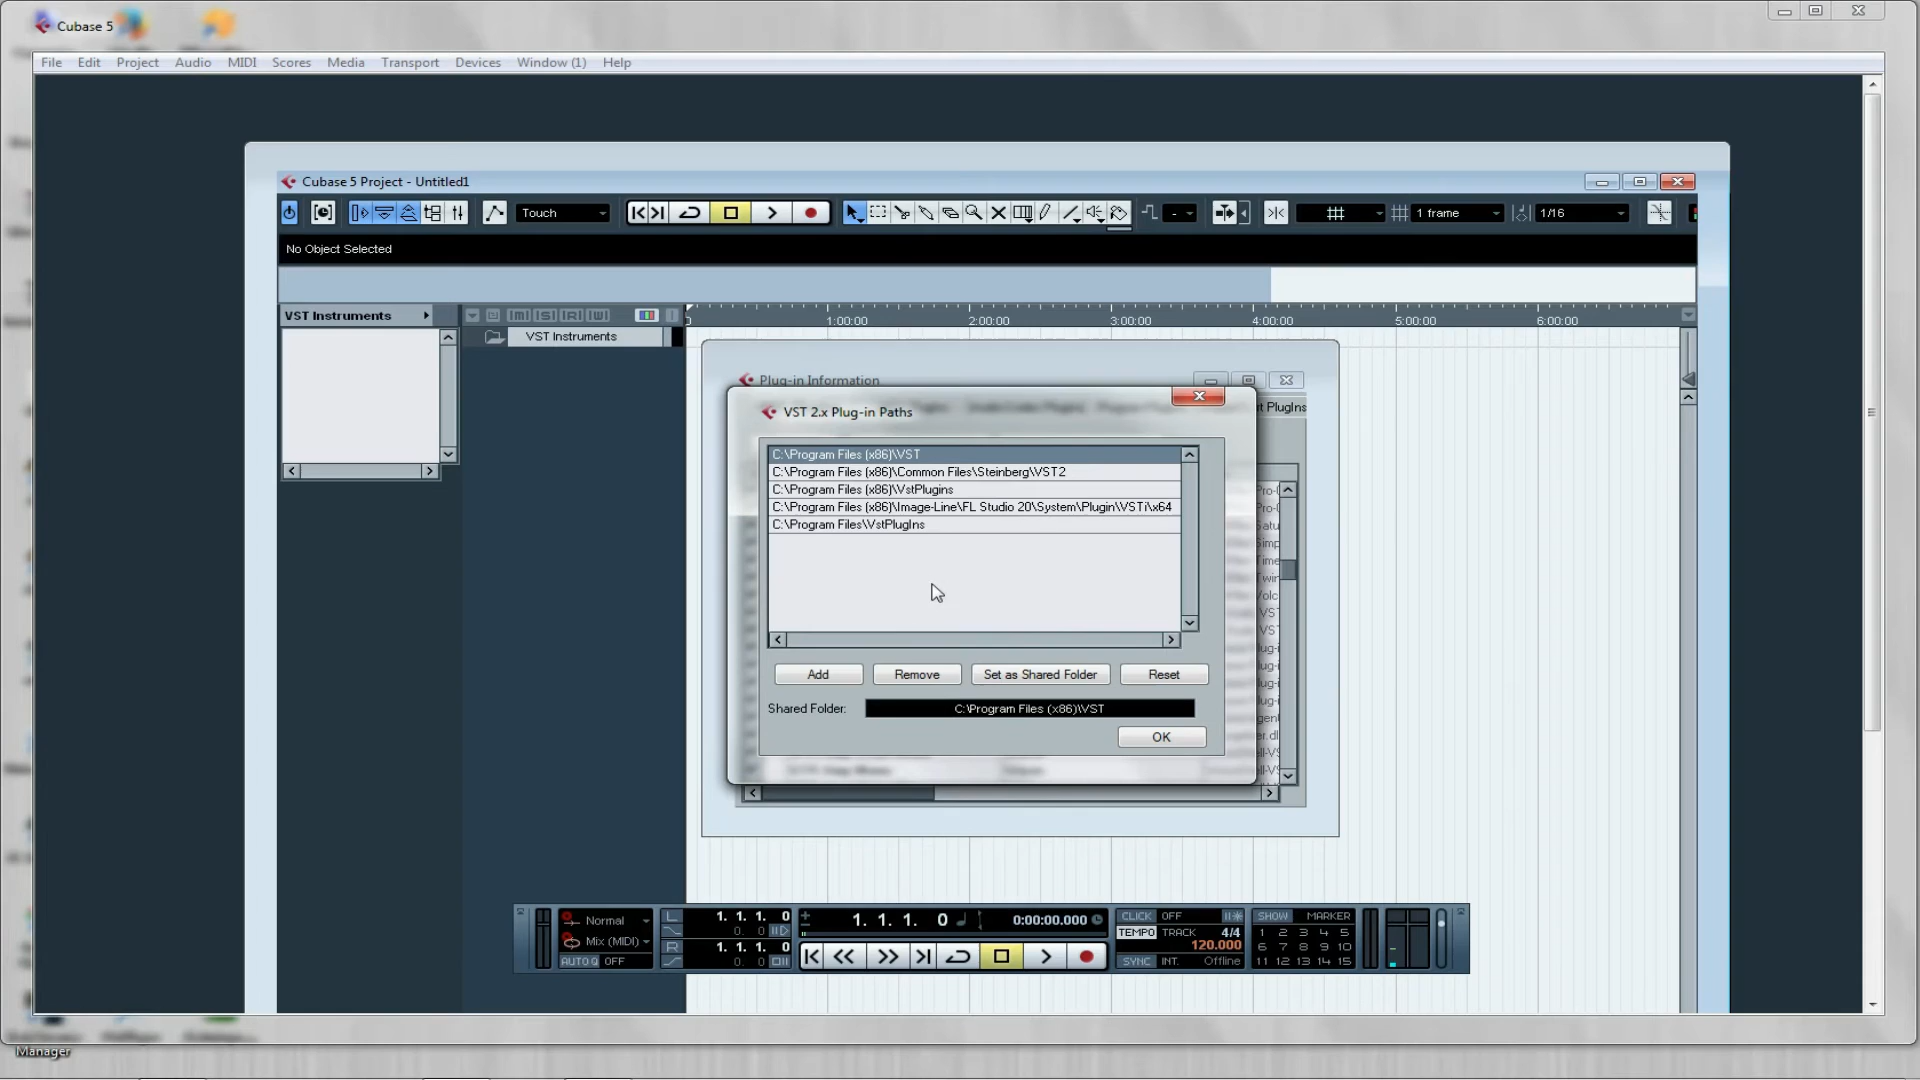 Cubase 5
File Edit Project Audio MIDI Scores Media Transport Devices Window (1) Help
Cubase 5 Project - Untitled1
Touch
1 frame
1/16
No Object Selected
VST Instruments
VST Instruments
1:00:00 2:00:00 3:00:00 4:00:00 5:00:00 6:00:00
Plug-in Information
t PlugIns
VST 2.x Plug-in Paths
C:\Program Files (x86)\VST
C:\Program Files (x86)\Common Files\Steinberg\VST2
C:\Program Files (x86)\VstPlugins
C:\Program Files (x86)\Image-Line\FL Studio 20\System\Plugin\VSTi\x64
C:\Program Files\VstPlugIns
Add Remove Set as Shared Folder Reset
Shared Folder: C:\Program Files (x86)\VST
OK
Normal
Mix (MIDI)
AUTO Q OFF
L 1. 1. 1. 0
0. 0
R 1. 1. 1. 0
0. 0
1. 1. 1. 0 0:00:00.000
CLICK OFF
TEMPO TRACK 4/4
120.000
SYNC INT. Offline
SHOW MARKER
1 2 3 4 5
6 7 8 9 10
11 12 13 14 15
Manager